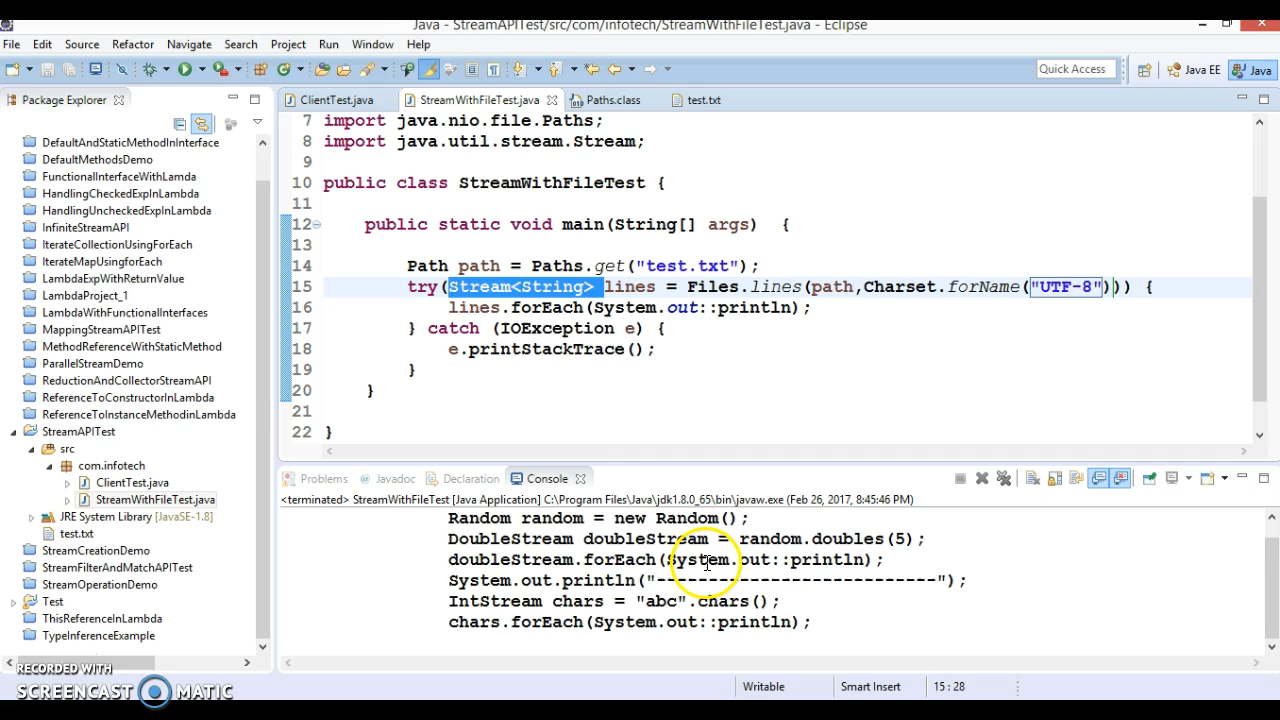 Java - StreamAPITest/src/com/infotech/StreamWithFileTest.java - Eclipse
File Edit Source Refactor Navigate Search Project Run Window Help
Quick Access Java EE Java
Package Explorer
ClientTest.java StreamWithFileTest.java Paths.class test.txt
DefaultAndStaticMethodInInterface
DefaultMethodsDemo
FunctionalInterfaceWithLamda
HandlingCheckedExpInLambda
HandlingUncheckedExpInLambda
InfiniteStreamAPI
IterateCollectionUsingForEach
IterateMapUsingforEach
LambdaExpWithReturnValue
LambdaProject_1
LambdaWithFunctionalInterfaces
MappingStreamAPITest
MethodReferenceWithStaticMethod
ParallelStreamDemo
ReductionAndCollectorStreamAPI
ReferenceToConstructorInLambda
ReferenceToInstanceMethodinLambda
StreamAPITest
src
com.infotech
ClientTest.java
StreamWithFileTest.java
JRE System Library [JavaSE-1.8]
test.txt
StreamCreationDemo
StreamFilterAndMatchAPITest
StreamOperationDemo
Test
ThisReferenceInLambda
TypeInferenceExample
7 import java.nio.file.Paths;
8 import java.util.stream.Stream;
9
10 public class StreamWithFileTest {
11
12 public static void main(String[] args) {
13
14 Path path = Paths.get("test.txt");
15 try(Stream<String> lines = Files.lines(path,Charset.forName("UTF-8"))) {
16 lines.forEach(System.out::println);
17 } catch (IOException e) {
18 e.printStackTrace();
19 }
20 }
21
22 }
Problems Javadoc Declaration Console
<terminated> StreamWithFileTest [Java Application] C:\Program Files\Java\jdk1.8.0_65\bin\javaw.exe (Feb 26, 2017, 8:45:46 PM)
Random random = new Random();
DoubleStream doubleStream = random.doubles(5);
doubleStream.forEach(System.out::println);
System.out.println("---------------------------");
IntStream chars = "abc".chars();
chars.forEach(System.out::println);
Writable Smart Insert 15 : 28
RECORDED WITH
SCREENCAST MATIC